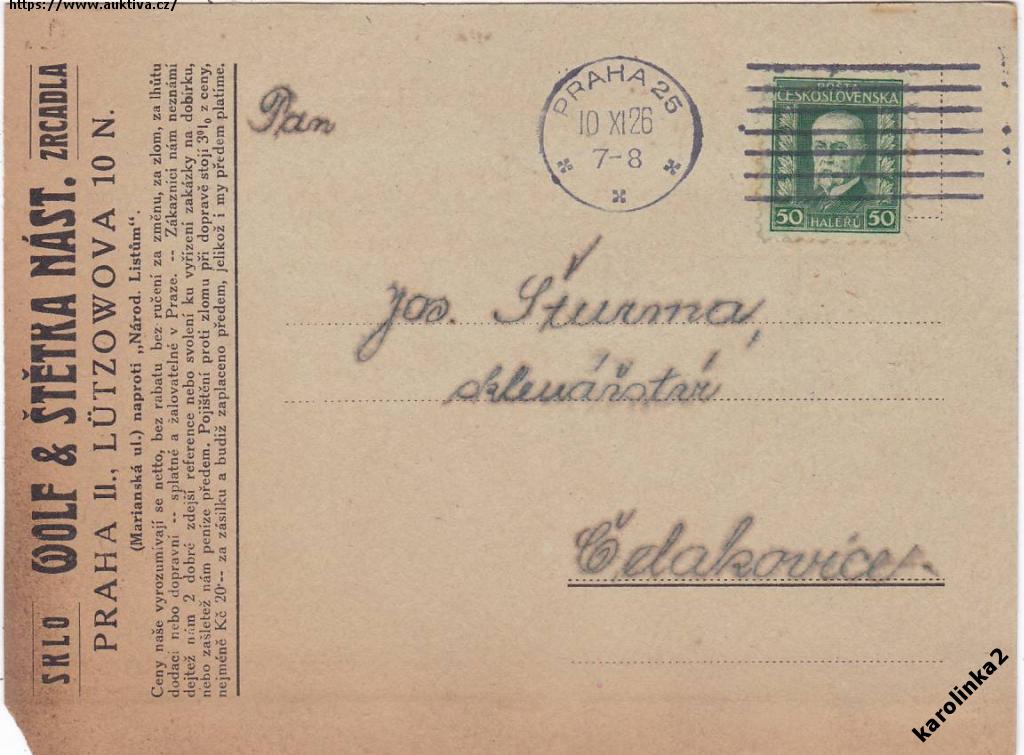 https://www.auktiva.cz/
SKLO WOLF & ŠTĚTKA NÁST. ZRCADLA
PRAHA II., LÜTZOWOVA 10 N.
(Marianská ul.) naproti „Národ. Listům“.
Ceny naše vyrozumívají se netto, bez rabatu bez ručení za změnu, za zlom, za lhůtu
dodací nebo dopravní -- splatné a žalovatelné v Praze. -- Zákazníci nám neznámí
dejtež nám 2 dobré zdejší reference nebo svolení ku vyřízení zakázky na dobírku,
nebo zašletež nám peníze předem. Pojištění proti zlomu při dopravě stojí 3% z ceny,
nejméně Kč 20·-- za zásilku a budiž zaplaceno předem, jelikož i my předem platíme.
Pan
PRAHA 25
10 XI 26
7-8
POŠTA
ČESKOSLOVENSKA
50 HALÉŘŮ 50
Jos. Šturma,
sklenářství
Čelakovice
karolinka2